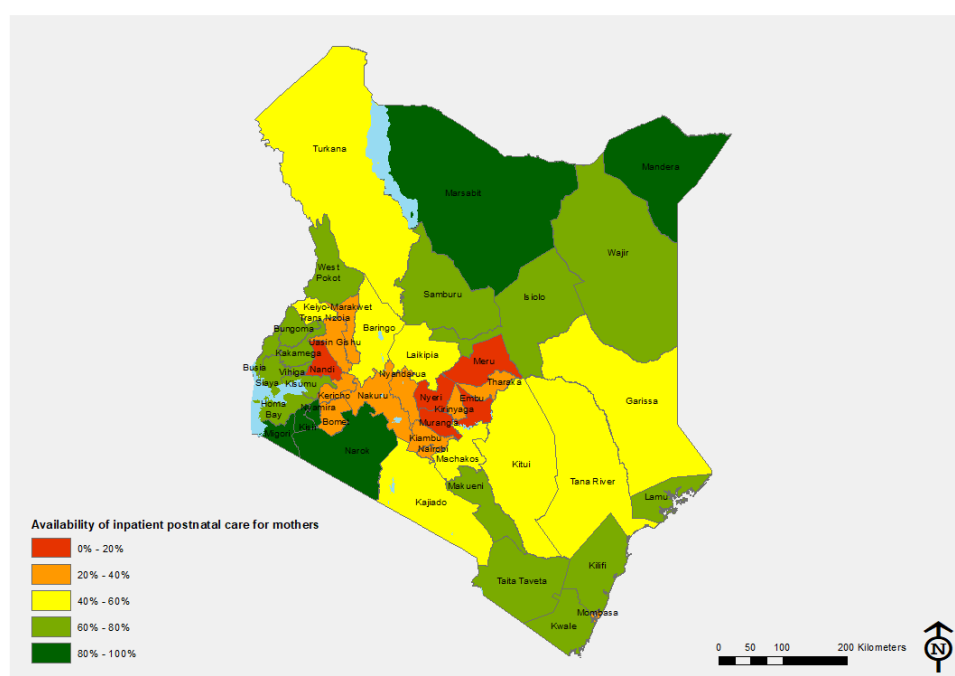 Turkana
Marsabit
Mandera
Wajir
West
Pokot
Samburu
Isiolo
Keiyo-Marakwet
Trans Nzoia
Baringo
Bungoma
Uasin Gishu
Laikipia
Kakamega
Busia
Vihiga
Nandi
Meru
Nyandarua
Siaya
Kisumu
Tharaka
Kericho
Nakuru
Nyeri
Embu
Garissa
Homa
Bay
Nyamira
Kirinyaga
Bomet
Murang'a
Kisii
Migori
Kiambu
Nairobi
Narok
Machakos
Kitui
Tana River
Makueni
Lamu
Kajiado
Kilifi
Taita Taveta
Mombasa
Kwale
Availability of inpatient postnatal care for mothers
0% - 20%
20% - 40%
40% - 60%
60% - 80%
80% - 100%
0 50 100 200 Kilometers
N